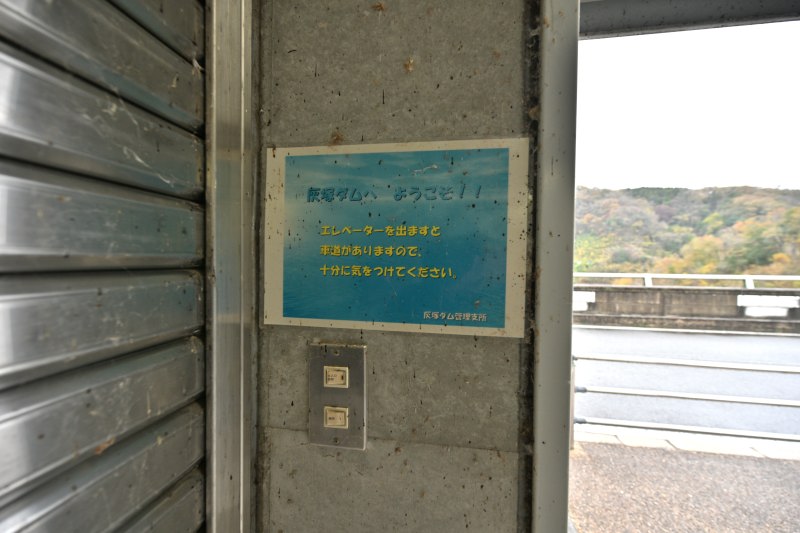 灰塚ダムへ　ようこそ！！
エレベーターを出ますと
車道がありますので、
十分に気をつけてください。
灰塚ダム管理支所